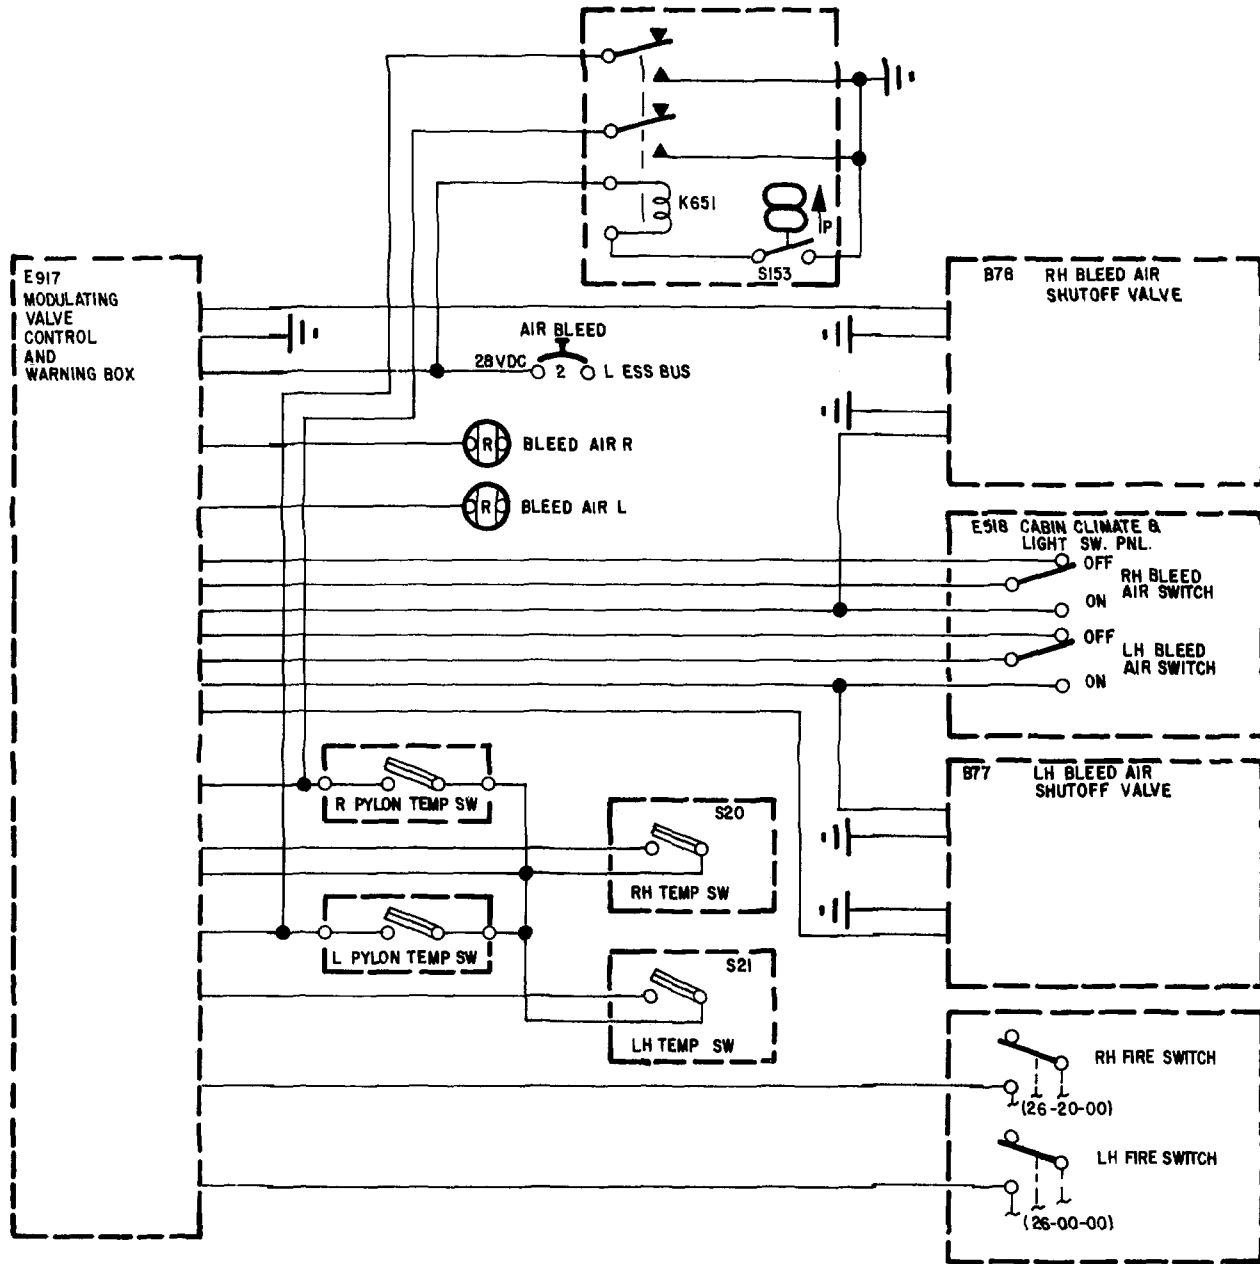 K651
P
S153
E917
MODULATING
VALVE
CONTROL
AND
WARNING BOX
AIR BLEED
28VDC
2
L ESS BUS
R
BLEED AIR R
R
BLEED AIR L
B78 RH BLEED AIR
SHUTOFF VALVE
E518 CABIN CLIMATE &
LIGHT SW. PNL.
OFF
RH BLEED
AIR SWITCH
ON
OFF
LH BLEED
AIR SWITCH
ON
R PYLON TEMP SW
S20
RH TEMP SW
B77 LH BLEED AIR
SHUTOFF VALVE
L PYLON TEMP SW
S21
LH TEMP SW
RH FIRE SWITCH
(26-20-00)
LH FIRE SWITCH
(26-00-00)